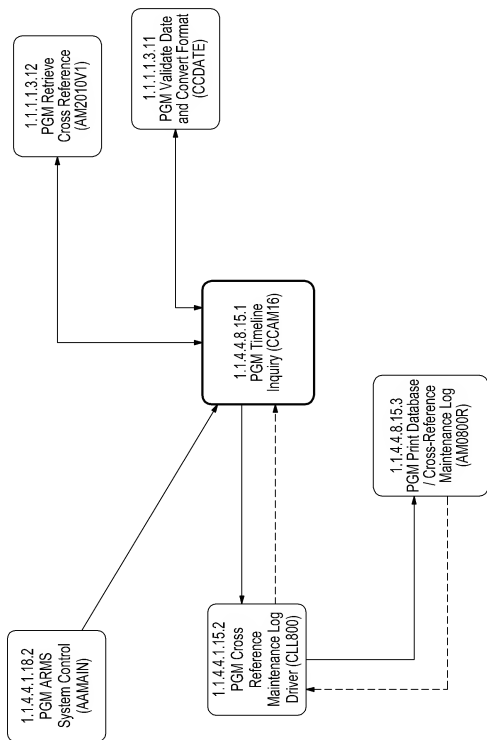 1.1.1.1.3.12
PGM Retrieve
Cross Reference
(AM2010V1)
1.1.1.1.3.11
PGM Validate Date
and Convert Format
(CCDATE)
1.1.4.4.8.15.1
PGM Timeline
Inquiry (CCAM16)
1.1.4.4.8.15.3
PGM Print Database
/ Cross-Reference
Maintenance Log
(AM0800R)
1.1.4.4.1.18.2
PGM ARMS
System Control
(AAMAIN)
1.1.4.4.1.15.2
PGM Cross
Reference
Maintenance Log
Driver (CLL800)